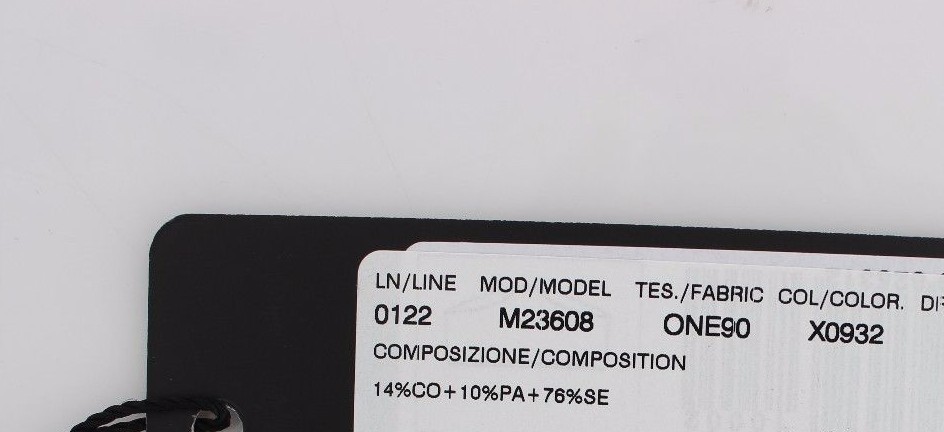 LN/LINE MOD/MODEL TES./FABRIC COL/COLOR.
0122 M23608 ONE90 X0932
COMPOSIZIONE/COMPOSITION
14%CO+10%PA+76%SE